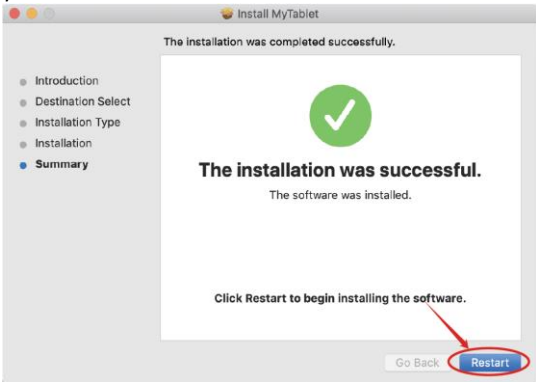 Install MyTablet
The installation was completed successfully.
Introduction
Destination Select
Installation Type
Installation
Summary
The installation was successful.
The software was installed.
Click Restart to begin installing the software.
Go Back
Restart